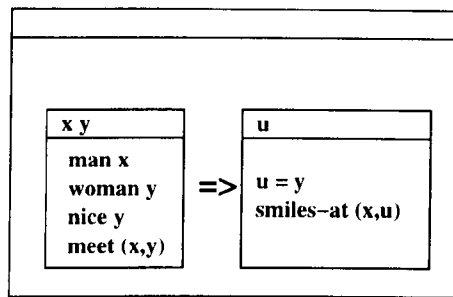 x y
man x
woman y
nice y
meet (x,y)
=>
u
u = y
smiles-at (x,u)